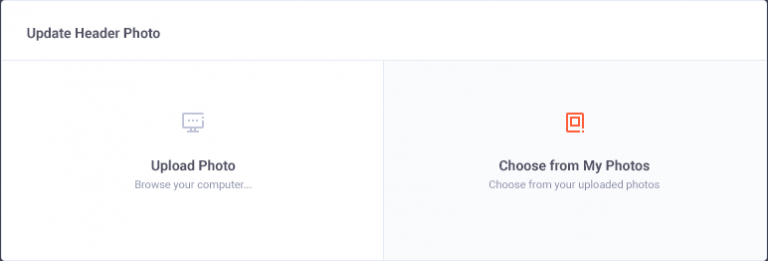 Update Header Photo
Upload Photo
Browse your computer...
Choose from My Photos
Choose from your uploaded photos